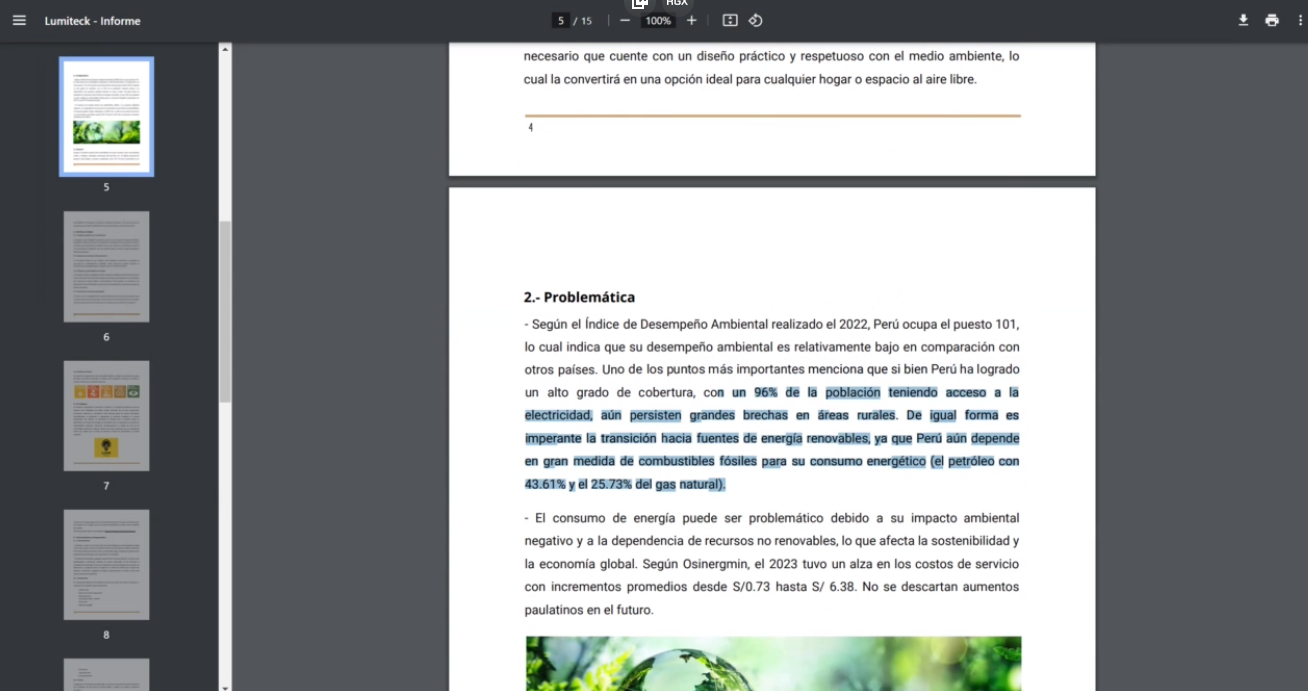 Lumiteck - Informe
5 / 15
100%
necesario que cuente con un diseño práctico y respetuoso con el medio ambiente, lo
cual la convertirá en una opción ideal para cualquier hogar o espacio al aire libre.
4
2.- Problemática
- Según el Índice de Desempeño Ambiental realizado el 2022, Perú ocupa el puesto 101,
lo cual indica que su desempeño ambiental es relativamente bajo en comparación con
otros países. Uno de los puntos más importantes menciona que si bien Perú ha logrado
un alto grado de cobertura, con un 96% de la población teniendo acceso a la
electricidad, aún persisten grandes brechas en áreas rurales. De igual forma es
imperante la transición hacia fuentes de energía renovables, ya que Perú aún depende
en gran medida de combustibles fósiles para su consumo energético (el petróleo con
43.61% y el 25.73% del gas natural).
- El consumo de energía puede ser problemático debido a su impacto ambiental
negativo y a la dependencia de recursos no renovables, lo que afecta la sostenibilidad y
la economía global. Según Osinergmin, el 2023 tuvo un alza en los costos de servicio
con incrementos promedios desde S/0.73 hasta S/ 6.38. No se descartan aumentos
paulatinos en el futuro.
5
6
7
8